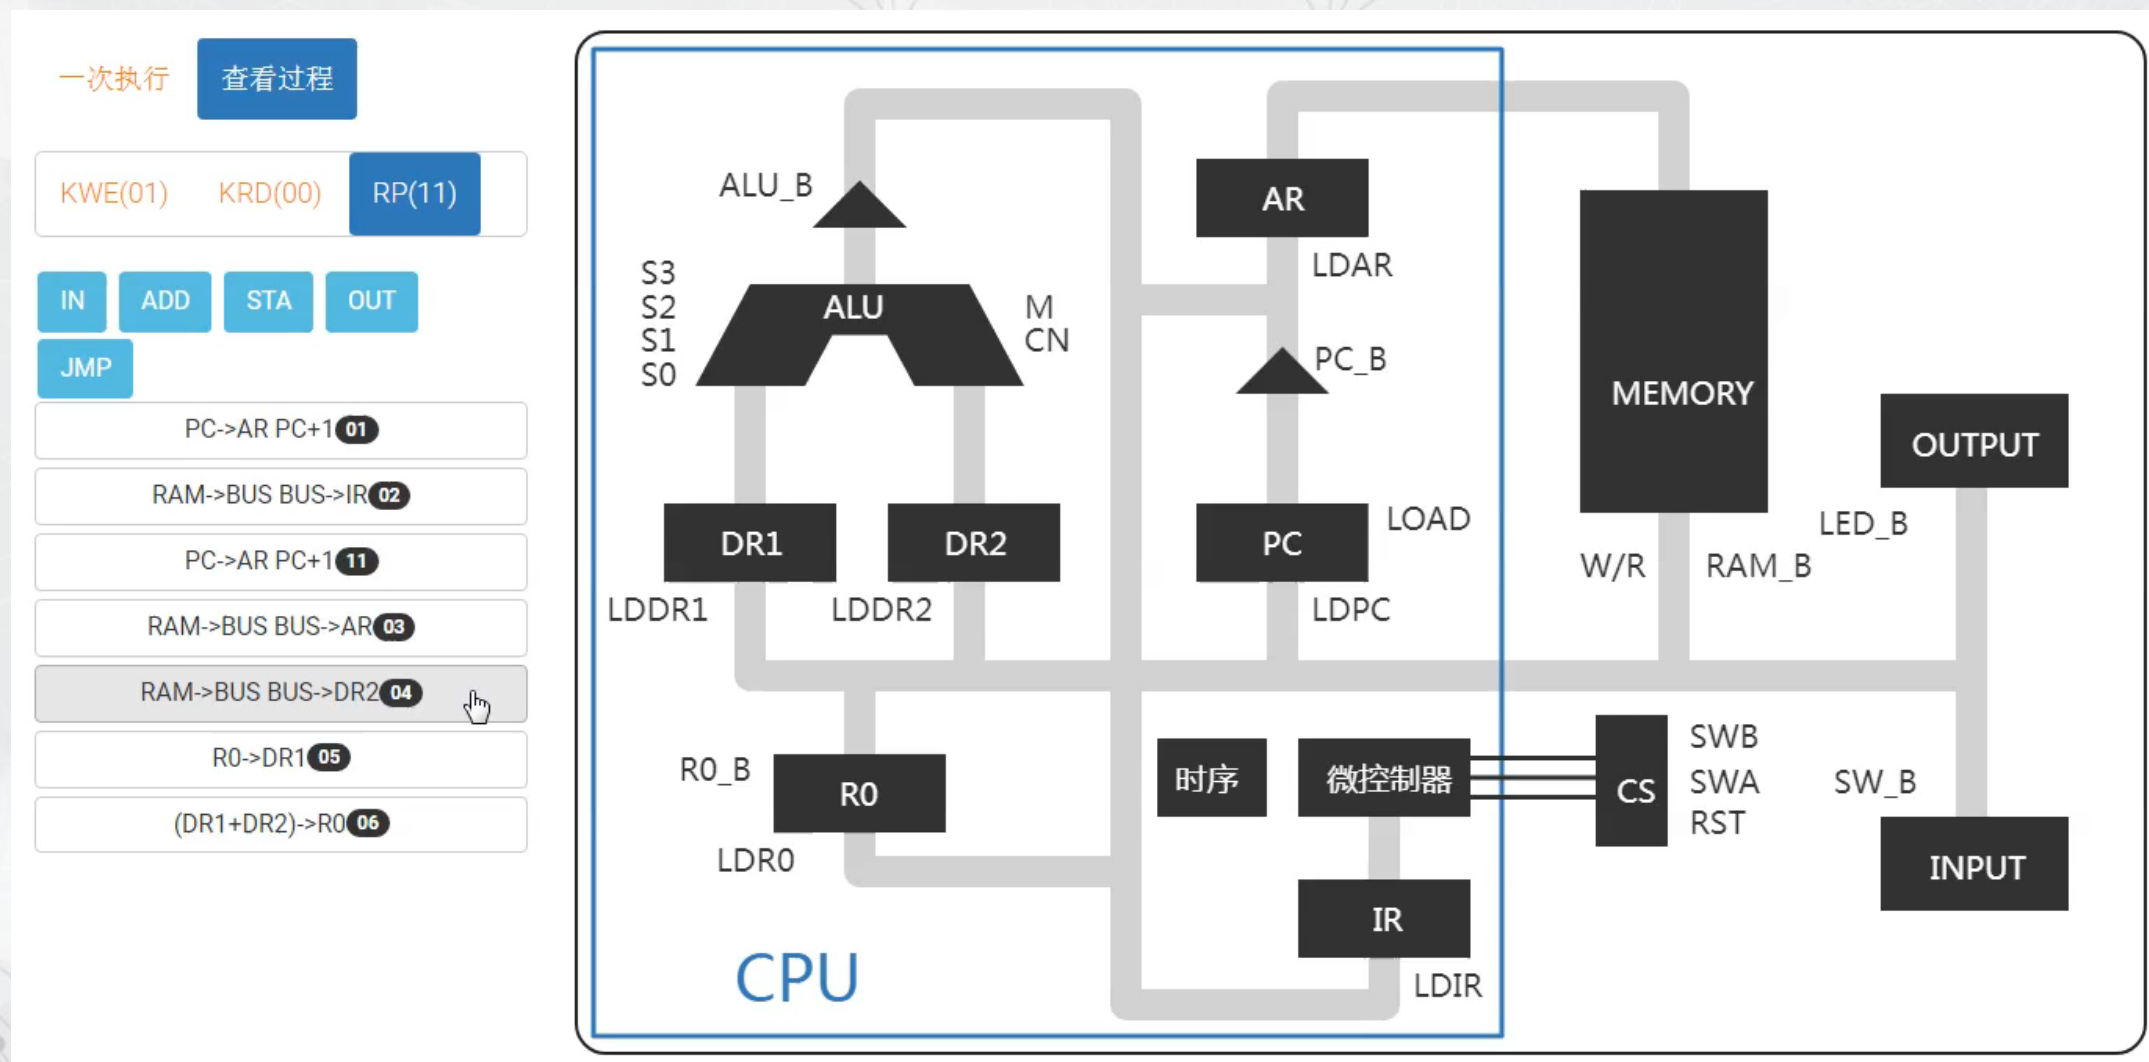 一次执行 查看过程
KWE(01) KRD(00) RP(11)
IN ADD STA OUT
JMP
PC->AR PC+1 01
RAM->BUS BUS->IR 02
PC->AR PC+1 11
RAM->BUS BUS->AR 03
RAM->BUS BUS->DR2 04
R0->DR1 05
(DR1+DR2)->R0 06
ALU_B
S3
S2
S1
S0
ALU
M
CN
AR
LDAR
PC_B
MEMORY
OUTPUT
DR1
DR2
PC
LOAD
LED_B
LDDR1
LDDR2
LDPC
W/R
RAM_B
R0_B
R0
LDR0
时序
微控制器
CS
SWB
SWA
RST
SW_B
INPUT
IR
LDIR
CPU